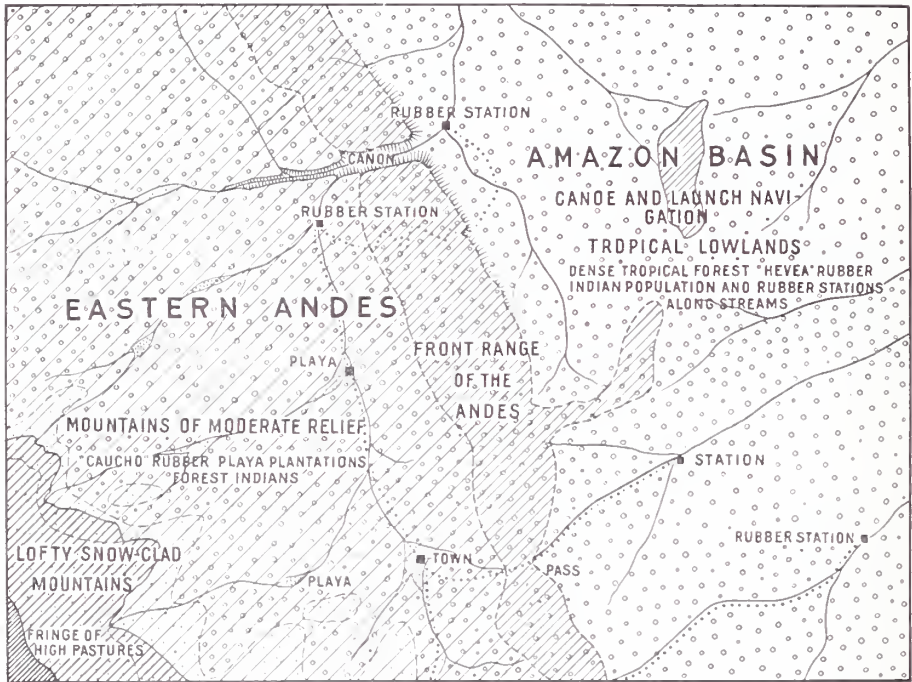 RUBBER STATION
CANON
AMAZON BASIN
CANOE AND LAUNCH NAVI-
GATION
RUBBER STATION
TROPICAL LOWLANDS
DENSE TROPICAL FOREST "HEVEA" RUBBER
INDIAN POPULATION AND RUBBER STATIONS
ALONG STREAMS
EASTERN ANDES
FRONT RANGE
OF THE
ANDES
PLAYA
MOUNTAINS OF MODERATE RELIEF
"CAUCHO" RUBBER PLAYA PLANTATIONS
FOREST INDIANS
STATION
RUBBER STATION
LOFTY SNOW-CLAD
MOUNTAINS
TOWN
PASS
PLAYA
FRINGE OF
HIGH PASTURES